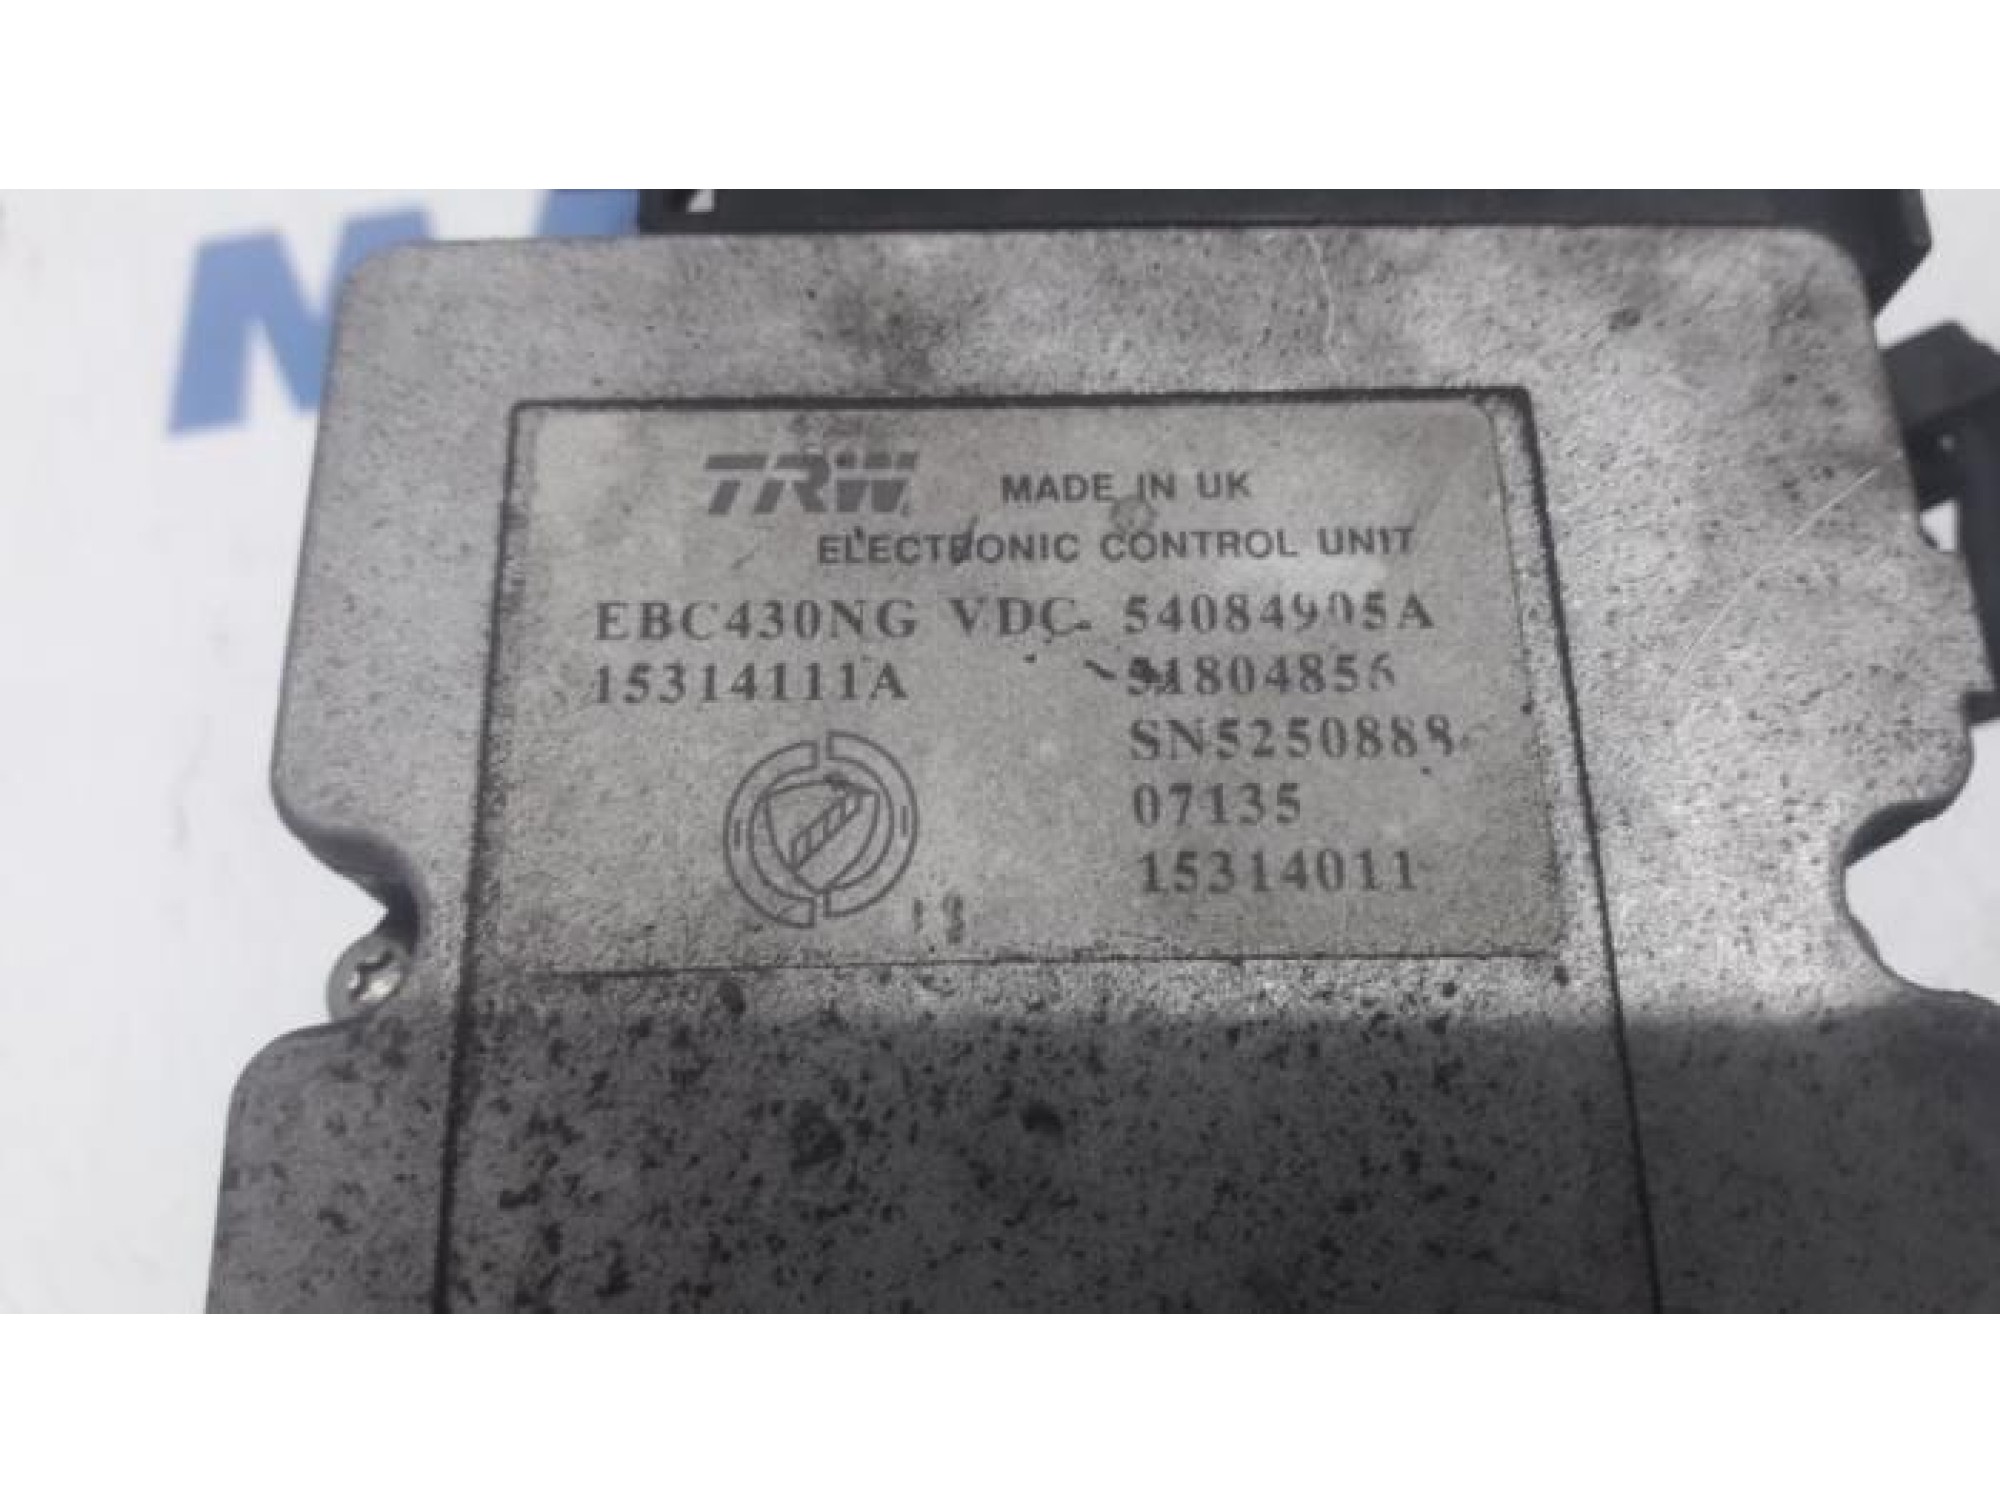 TRW MADE IN UK
ELECTRONIC CONTROL UNIT
EBC430NG VDC 54084905A
15314111A 51804856
SN5250888
07135
15314011